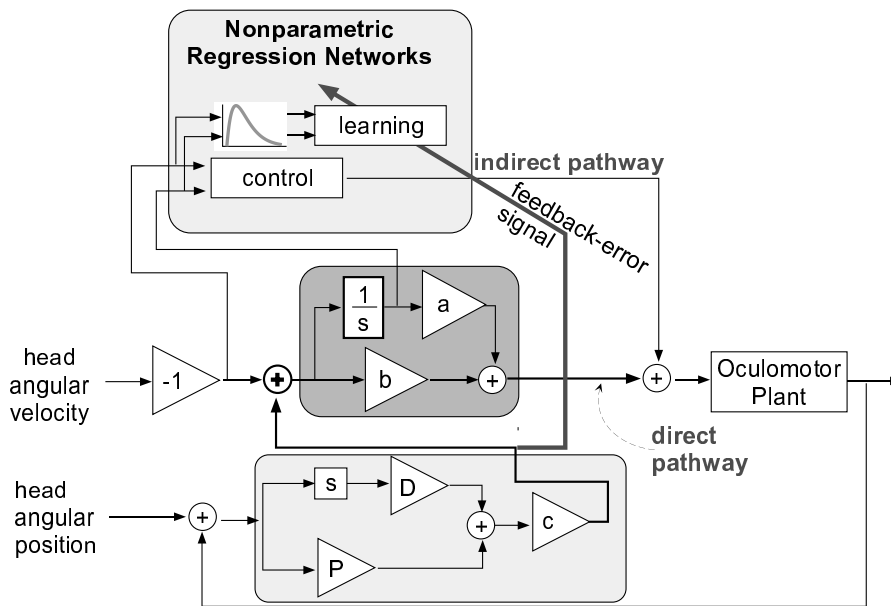 Nonparametric
Regression Networks
learning
control
indirect pathway
feedback-error
signal
1
s
a
head
angular
velocity
-1
+
b
+
+
Oculomotor
Plant
direct
pathway
head
angular
position
+
s
D
+
c
P